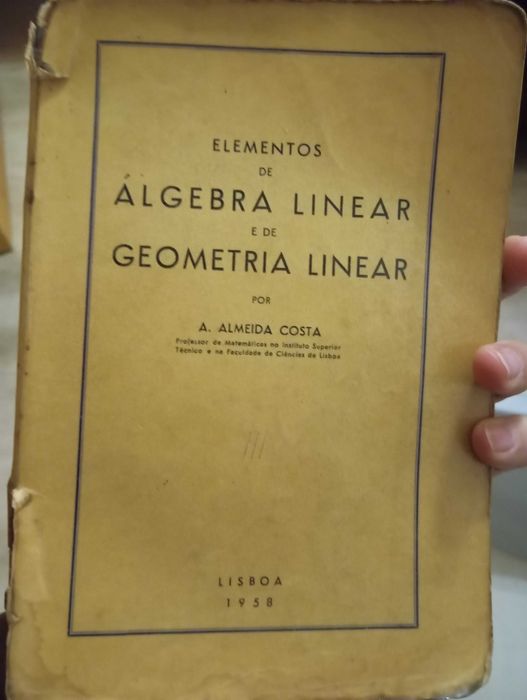 ELEMENTOS
DE
ÁLGEBRA LINEAR
E DE
GEOMETRIA LINEAR
POR
A. ALMEIDA COSTA
Professor de Matemáticas no Instituto Superior
Técnico e na Faculdade de Ciências de Lisboa
III
LISBOA
1958